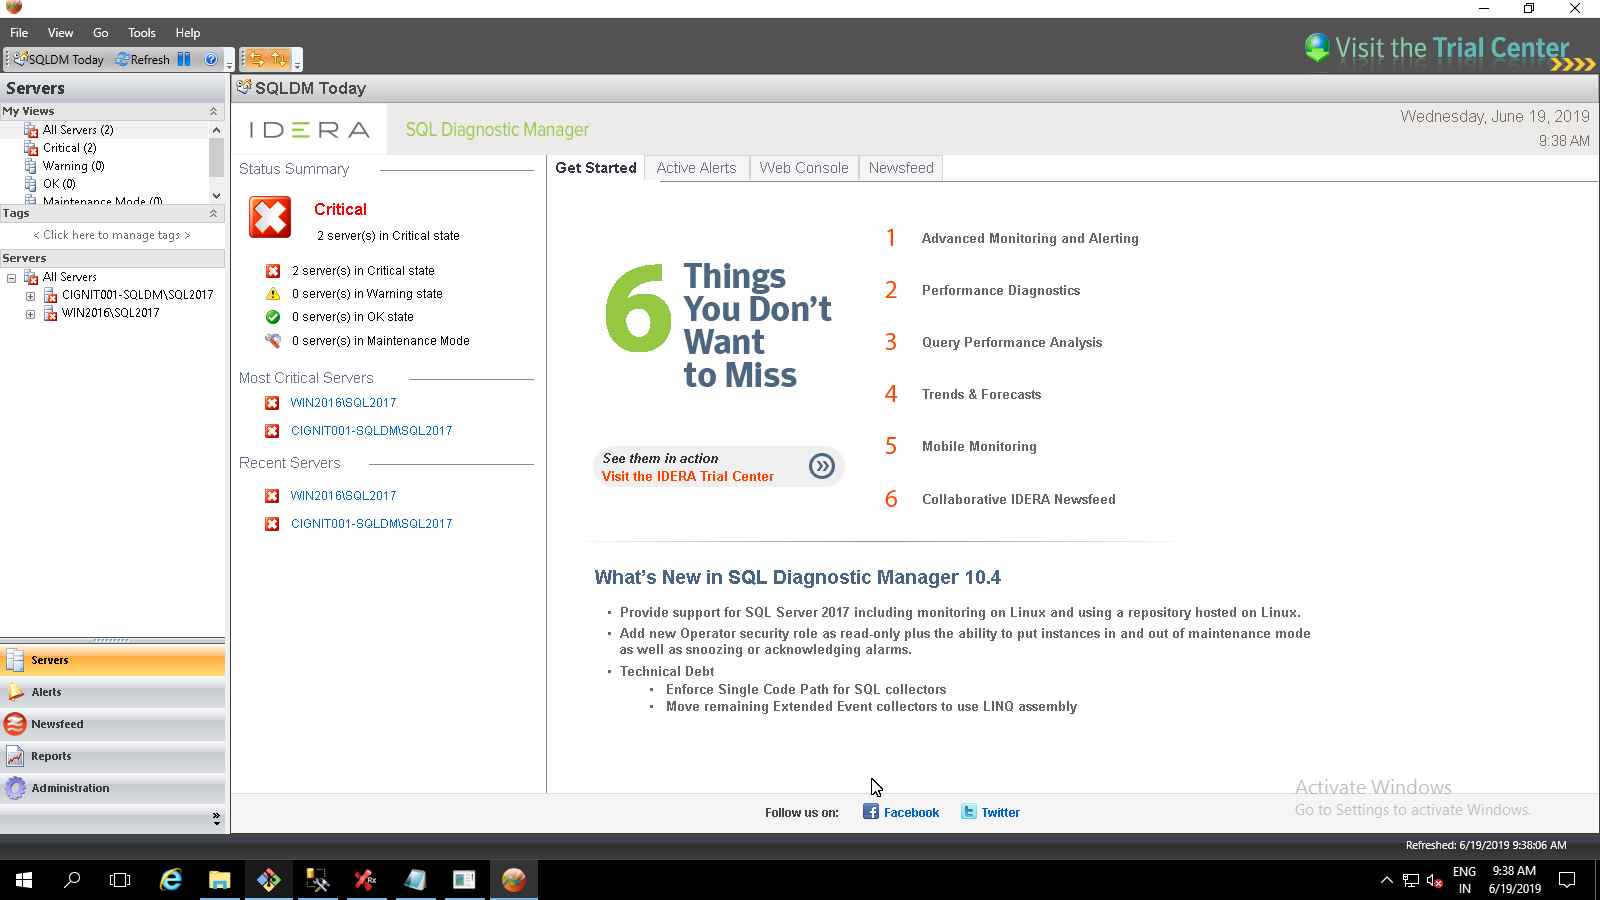 File View Go Tools Help
Visit the Trial Center
SQLDM Today Refresh
Servers
My Views
All Servers (2)
Critical (2)
Warning (0)
OK (0)
Maintenance Mode (0)
Tags
< Click here to manage tags >
Servers
All Servers
CIGNIT001-SQLDM\SQL2017
WIN2016\SQL2017
Servers
Alerts
Newsfeed
Reports
Administration
SQLDM Today
IDERA
SQL Diagnostic Manager
Wednesday, June 19, 2019
9:38 AM
Status Summary
Critical
2 server(s) in Critical state
2 server(s) in Critical state
0 server(s) in Warning state
0 server(s) in OK state
0 server(s) in Maintenance Mode
Most Critical Servers
WIN2016\SQL2017
CIGNIT001-SQLDM\SQL2017
Recent Servers
WIN2016\SQL2017
CIGNIT001-SQLDM\SQL2017
Get Started Active Alerts Web Console Newsfeed
6 Things
You Don't
Want
to Miss
See them in action
Visit the IDERA Trial Center
1 Advanced Monitoring and Alerting
2 Performance Diagnostics
3 Query Performance Analysis
4 Trends & Forecasts
5 Mobile Monitoring
6 Collaborative IDERA Newsfeed
What's New in SQL Diagnostic Manager 10.4
• Provide support for SQL Server 2017 including monitoring on Linux and using a repository hosted on Linux.
• Add new Operator security role as read-only plus the ability to put instances in and out of maintenance mode
as well as snoozing or acknowledging alarms.
• Technical Debt
• Enforce Single Code Path for SQL collectors
• Move remaining Extended Event collectors to use LINQ assembly
Activate Windows
Go to Settings to activate Windows.
Follow us on: Facebook Twitter
Refreshed: 6/19/2019 9:38:06 AM
ENG
IN
9:38 AM
6/19/2019